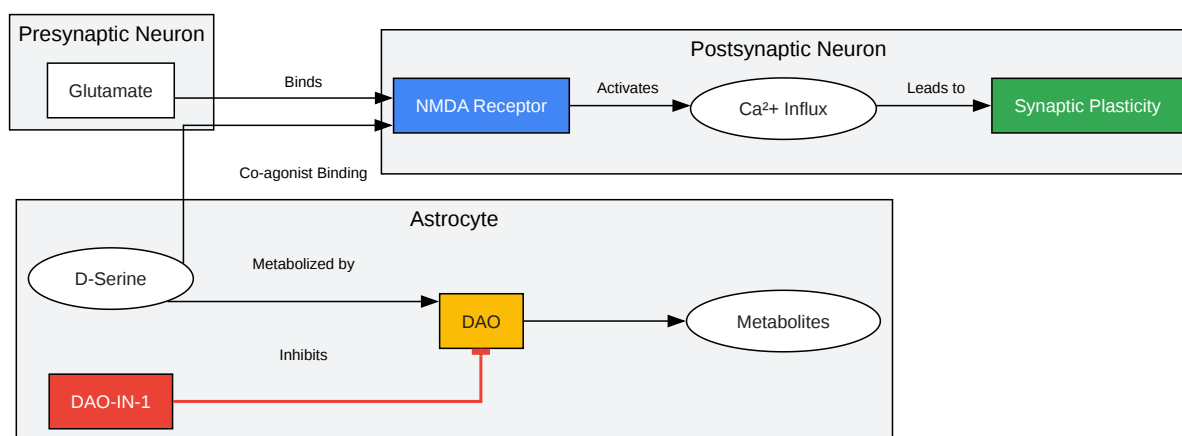 Presynaptic Neuron
Glutamate
Binds
Postsynaptic Neuron
NMDA Receptor
Activates
Ca²+ Influx
Leads to
Synaptic Plasticity
Co-agonist Binding
Astrocyte
D-Serine
Metabolized by
DAO
Metabolites
Inhibits
DAO-IN-1